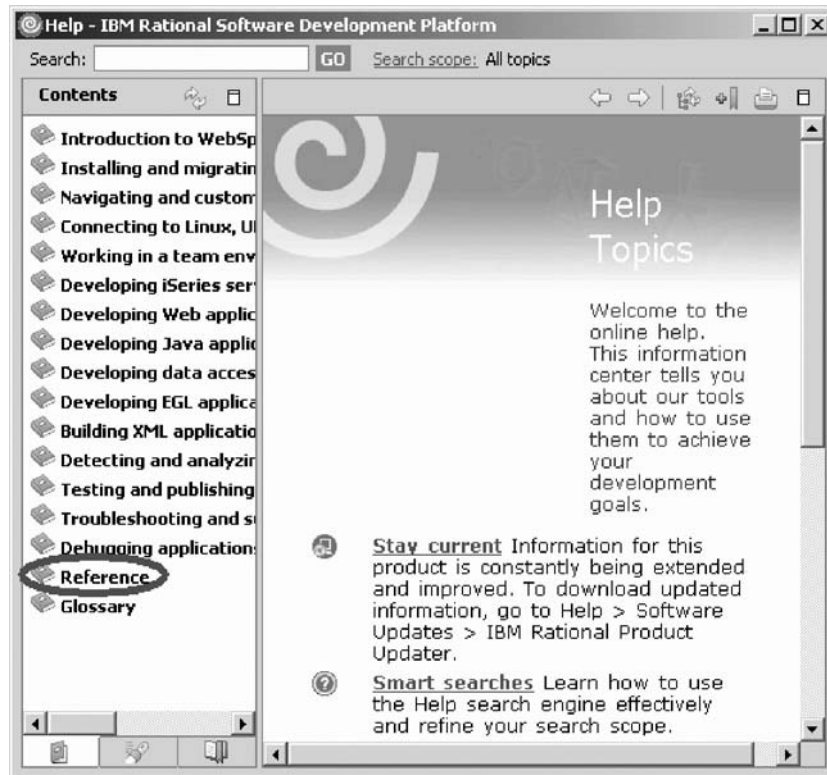 Help - IBM Rational Software Development Platform
Search:
GO
Search scope: All topics
Contents
Introduction to WebSp
Installing and migratin
Navigating and custom
Connecting to Linux, UI
Working in a team env
Developing iSeries ser
Developing Web applic
Developing Java applic
Developing data acces
Developing EGL applica
Building XML applicatio
Detecting and analyzin
Testing and publishing
Troubleshooting and s
Debugging application
Reference
Glossary
Help
Topics
Welcome to the
online help.
This information
center tells you
about our tools
and how to use
them to achieve
your
development
goals.
Stay current Information for this
product is constantly being extended
and improved. To download updated
information, go to Help > Software
Updates > IBM Rational Product
Updater.
Smart searches Learn how to use
the Help search engine effectively
and refine your search scope.